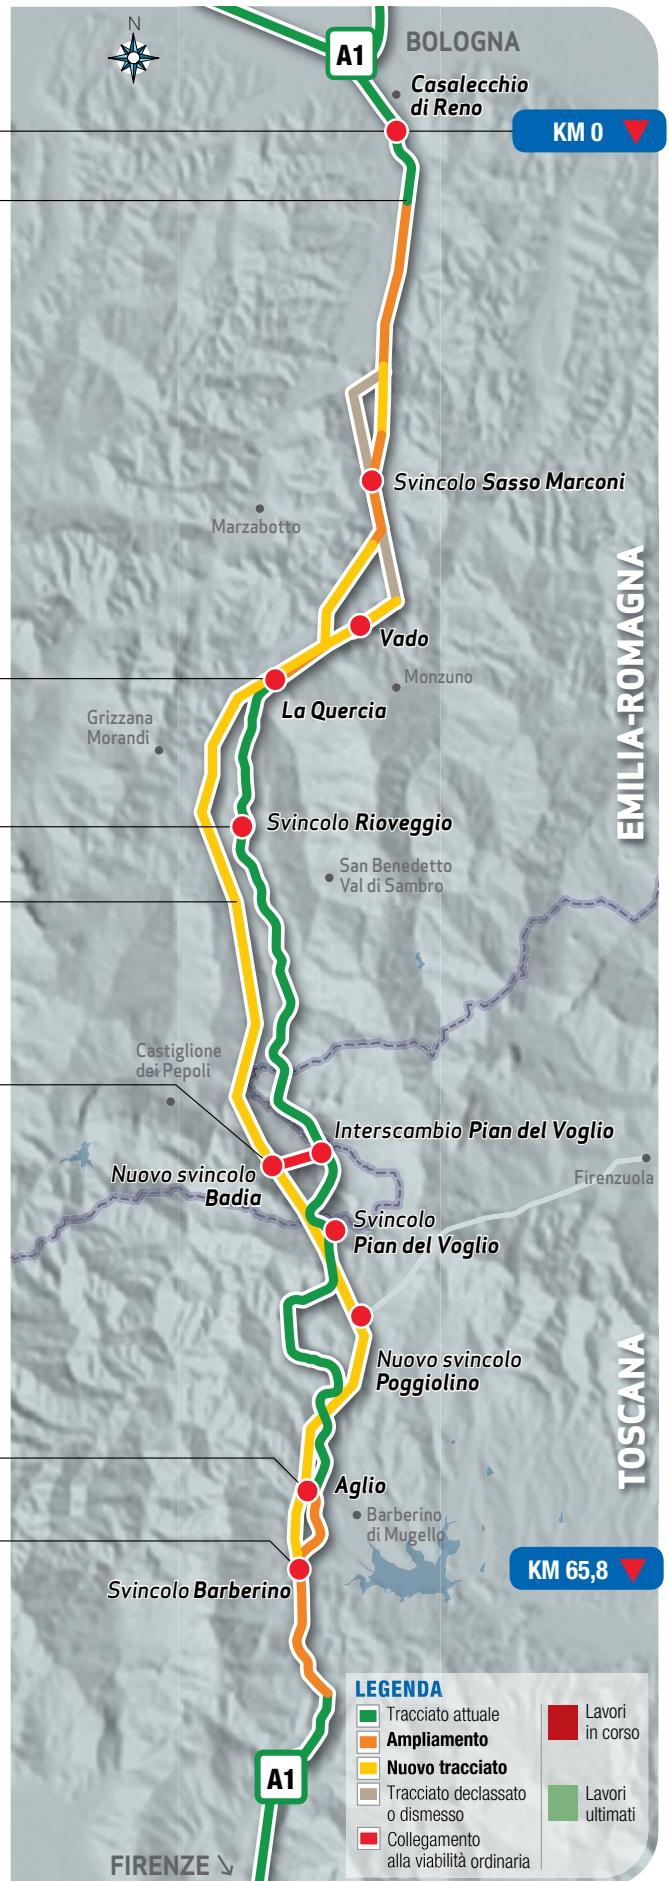 N
A1
BOLOGNA
Casalecchio
di Reno
KM 0
Svincolo Sasso Marconi
Marzabotto
EMILIA-ROMAGNA
Vado
Monzuno
La Quercia
Grizzana
Morandi
Svincolo Rioveggio
San Benedetto
Val di Sambro
Castiglione
dei Pepoli
Interscambio Pian del Voglio
Nuovo svincolo
Badia
Firenzuola
Svincolo
Pian del Voglio
Nuovo svincolo
Poggiolino
TOSCANA
Aglio
Barberino
di Mugello
KM 65,8
Svincolo Barberino
LEGENDA
Tracciato attuale
Ampliamento
Nuovo tracciato
Tracciato declassato
o dismesso
Collegamento
alla viabilità ordinaria
Lavori
in corso
Lavori
ultimati
A1
FIRENZE